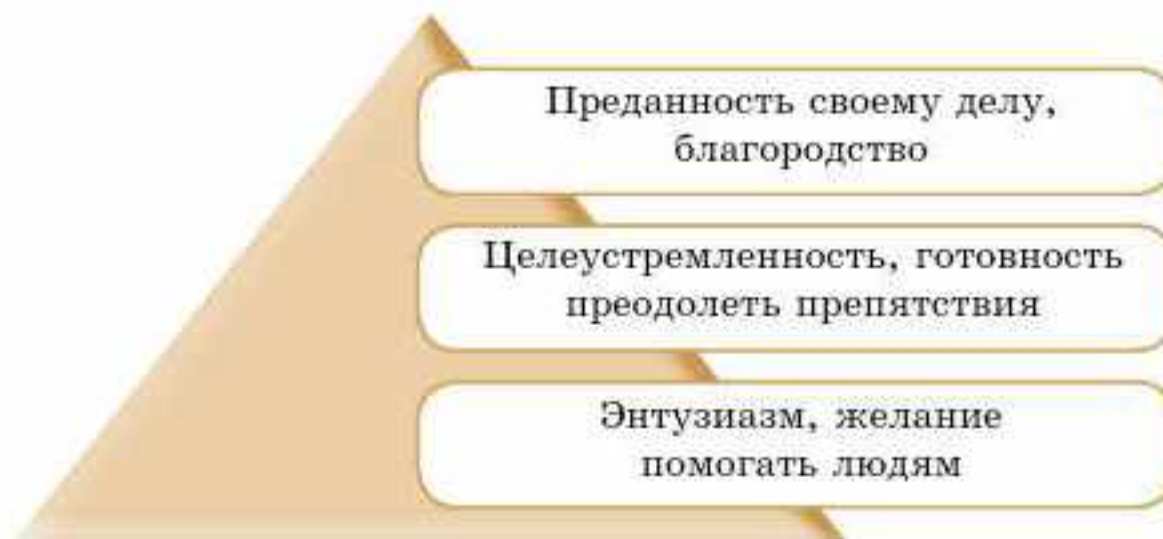 Преданность своему делу,
благородство
Целеустремленность, готовность
преодолеть препятствия
Энтузиазм, желание
помогать людям